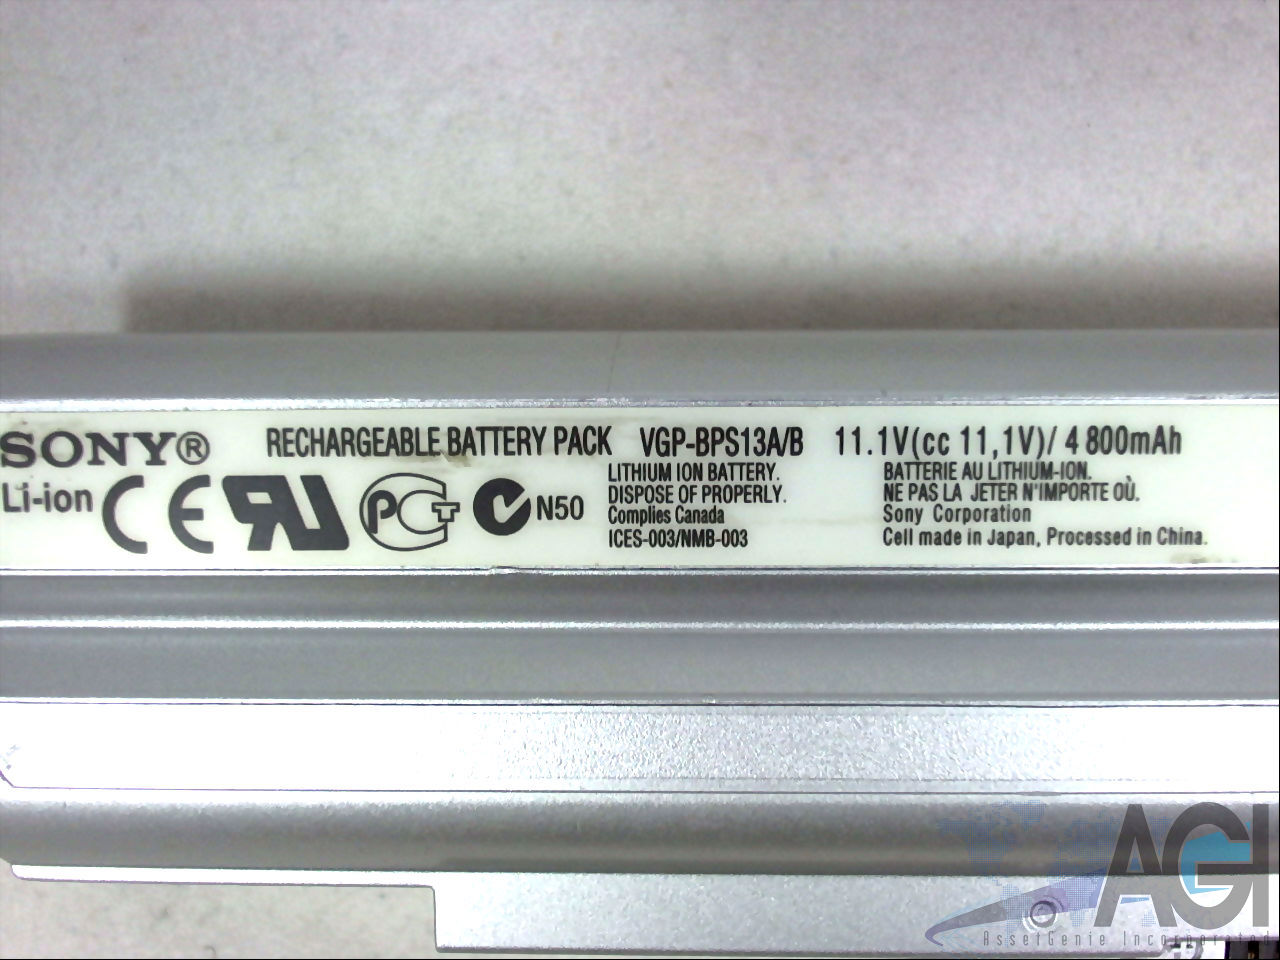 SONY® RECHARGEABLE BATTERY PACK VGP-BPS13A/B 11.1V(cc 11,1V)/ 4 800mAh
Li-ion CE PCT N50
LITHIUM ION BATTERY.
DISPOSE OF PROPERLY.
Complies Canada
ICES-003/NMB-003
BATTERIE AU LITHIUM-ION.
NE PAS LA JETER N'IMPORTE OÙ.
Sony Corporation
Cell made in Japan, Processed in China.
©
AGI
AssetGenie Incorporated